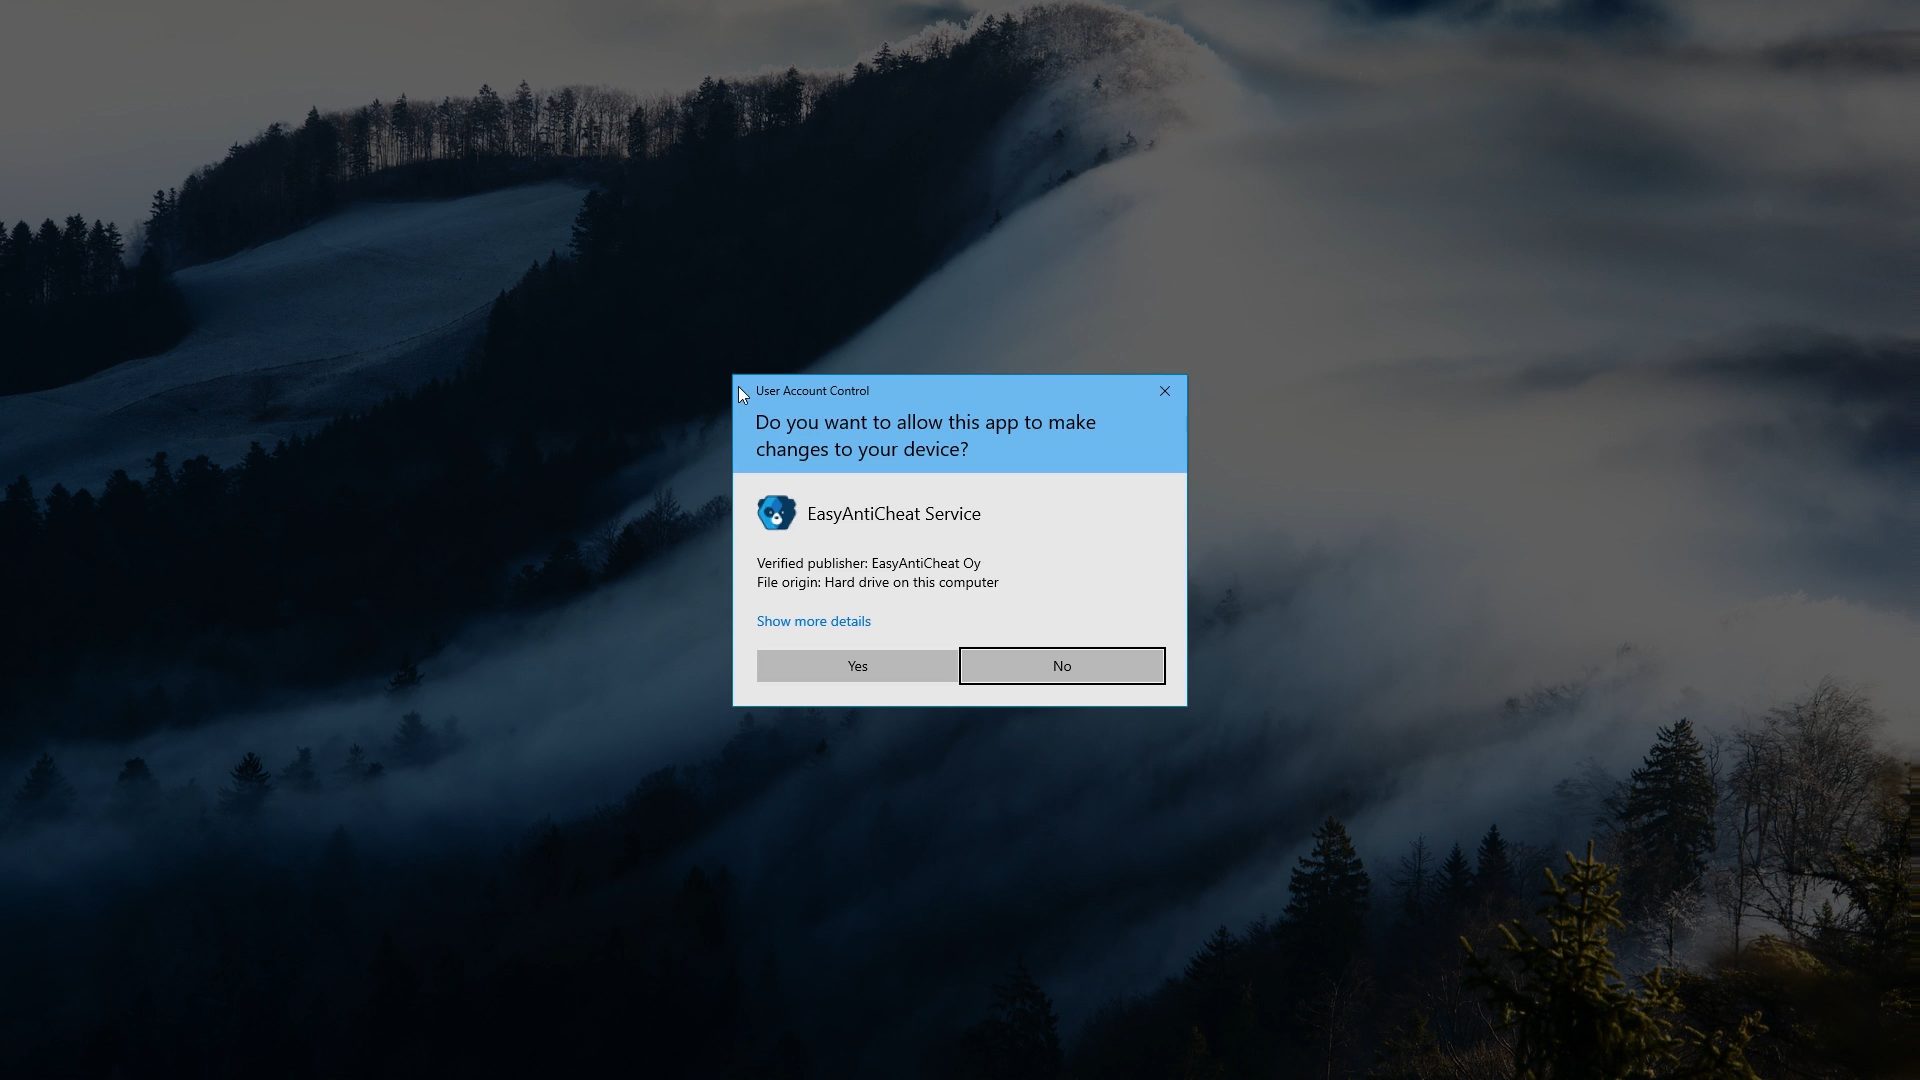 User Account Control
Do you want to allow this app to make
changes to your device?
EasyAntiCheat Service
Verified publisher: EasyAntiCheat Oy
File origin: Hard drive on this computer
Show more details
Yes
No